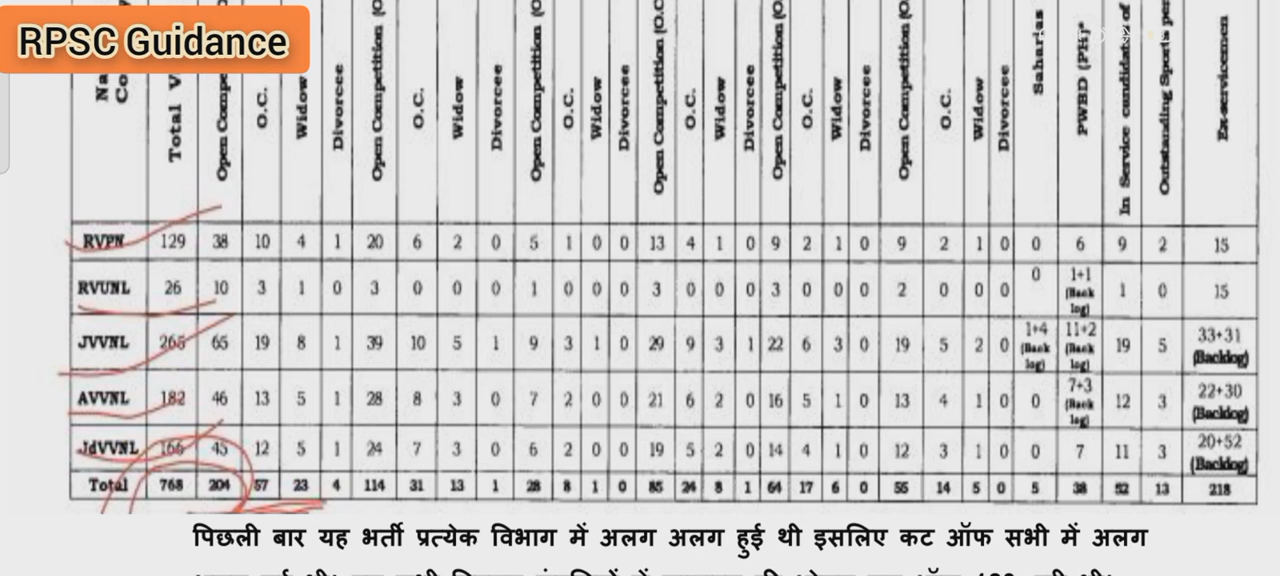 RPSC Guidance
Na
Co
Total V
Open Compe
O.C.
Widow
Divorcee
Open Competition (O
O.C.
Widow
Divorcee
Open Competition (O
O.C.
Widow
Divorcee
Open Competition (O.C
O.C.
Widow
Divorcee
Open Competition (O.
O.C.
Widow
Divorcee
Open Competition (O.
O.C.
Widow
Divorcee
Saharias
PWBD (PH)*
In Service candidates of
Outstanding Sports per
Ex-servicemen
RVPN 129 38 10 4 1 20 6 2 0 5 1 0 0 13 4 1 0 9 2 1 0 9 2 1 0 0 6 9 2 15
RVUNL 26 10 3 1 0 3 0 0 0 1 0 0 0 3 0 0 0 3 0 0 0 2 0 0 0 0 1+1 (Back log) 1 0 15
JVVNL 265 65 19 8 1 39 10 5 1 9 3 1 0 29 9 3 1 22 6 3 0 19 5 2 0 1+4 (Back log) 11+2 (Back log) 19 5 33+31 (Backlog)
AVVNL 182 46 13 5 1 28 8 3 0 7 2 0 0 21 6 2 0 16 5 1 0 13 4 1 0 0 7+3 (Back log) 12 3 22+30 (Backlog)
JdVVNL 166 45 12 5 1 24 7 3 0 6 2 0 0 19 5 2 0 14 4 1 0 12 3 1 0 0 7 11 3 20+52 (Backlog)
Total 768 204 57 23 4 114 31 13 1 28 8 1 0 85 24 8 1 64 17 6 0 55 14 5 0 5 38 52 13 218
पिछली बार यह भर्ती प्रत्येक विभाग में अलग अलग हुई थी इसलिए कट ऑफ सभी में अलग